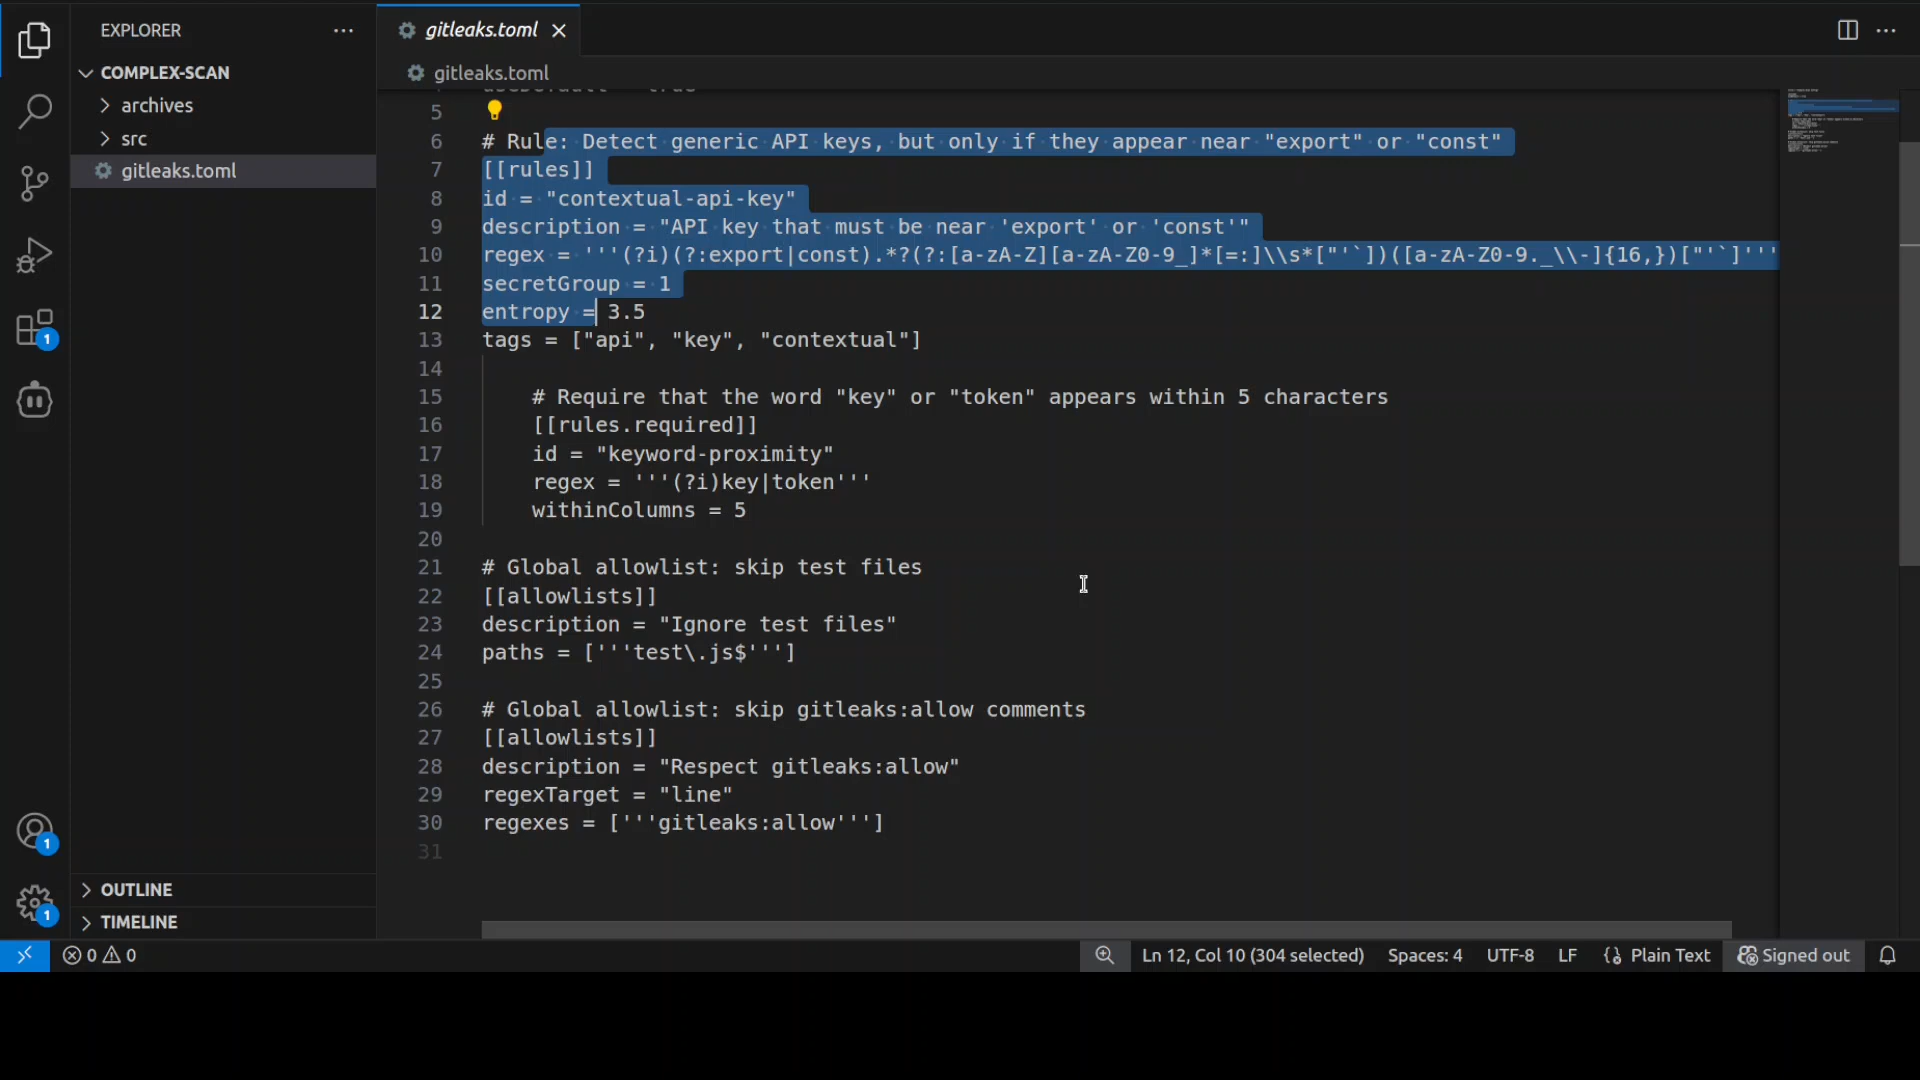 EXPLORER
gitleaks.toml
COMPLEX-SCAN
gitleaks.toml
archives
src
gitleaks.toml
5
6 # Rule: Detect generic API keys, but only if they appear near "export" or "const"
7 [[rules]]
8 id = "contextual-api-key"
9 description = "API key that must be near 'export' or 'const'"
10 regex = '''(?i)(?:export|const).*?(?:[a-zA-Z][a-zA-Z0-9_]*[=:]\\s*["'`])([a-zA-Z0-9._\\-]{16,})["'`]'''
11 secretGroup = 1
12 entropy = 3.5
13 tags = ["api", "key", "contextual"]
14
15 # Require that the word "key" or "token" appears within 5 characters
16 [[rules.required]]
17 id = "keyword-proximity"
18 regex = '''(?i)key|token'''
19 withinColumns = 5
20
21 # Global allowlist: skip test files
22 [[allowlists]]
23 description = "Ignore test files"
24 paths = ['''test\.js$''']
25
26 # Global allowlist: skip gitleaks:allow comments
27 [[allowlists]]
28 description = "Respect gitleaks:allow"
29 regexTarget = "line"
30 regexes = ['''gitleaks:allow''']
31
1
1
1
OUTLINE
TIMELINE
0 0 Ln 12, Col 10 (304 selected) Spaces: 4 UTF-8 LF Plain Text Signed out